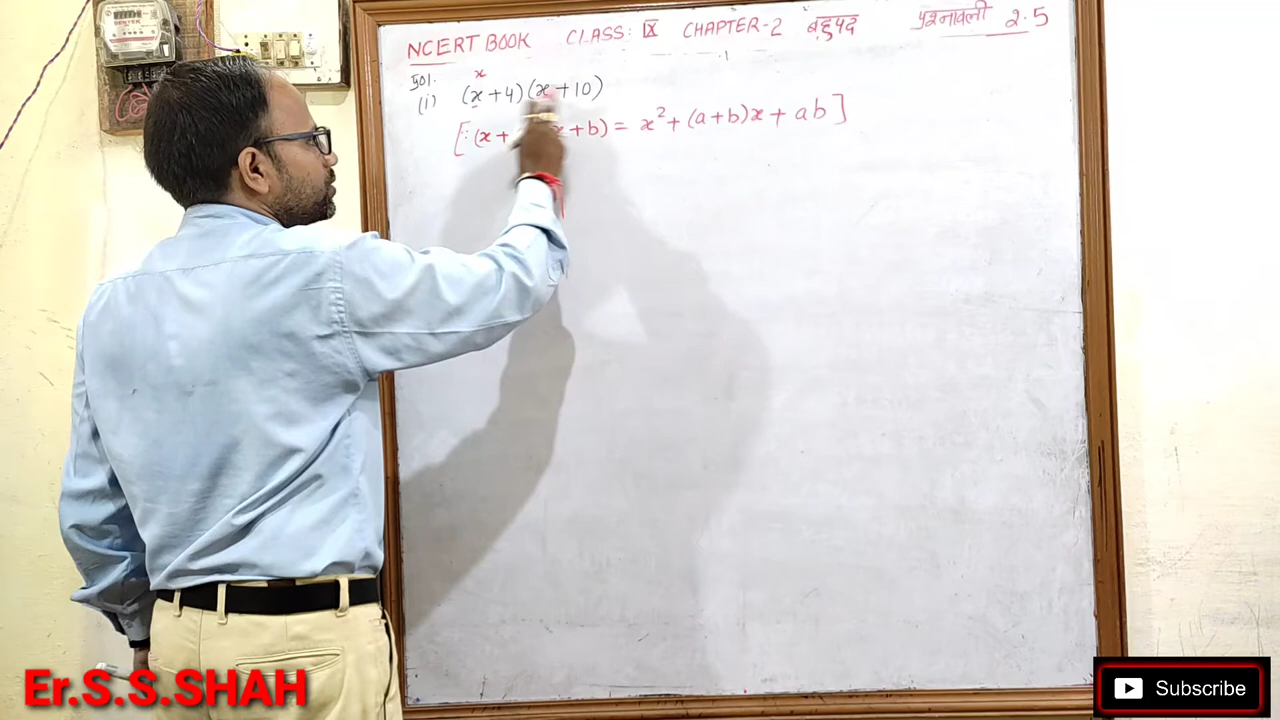 NCERT BOOK CLASS: IX CHAPTER-2 बहुपद प्रश्नावली 2.5
Sol.
x
(i) (x+4)(x+10)
[∵ (x+ x+b) = x²+(a+b)x+ab]
Er.S.S.SHAH
Subscribe